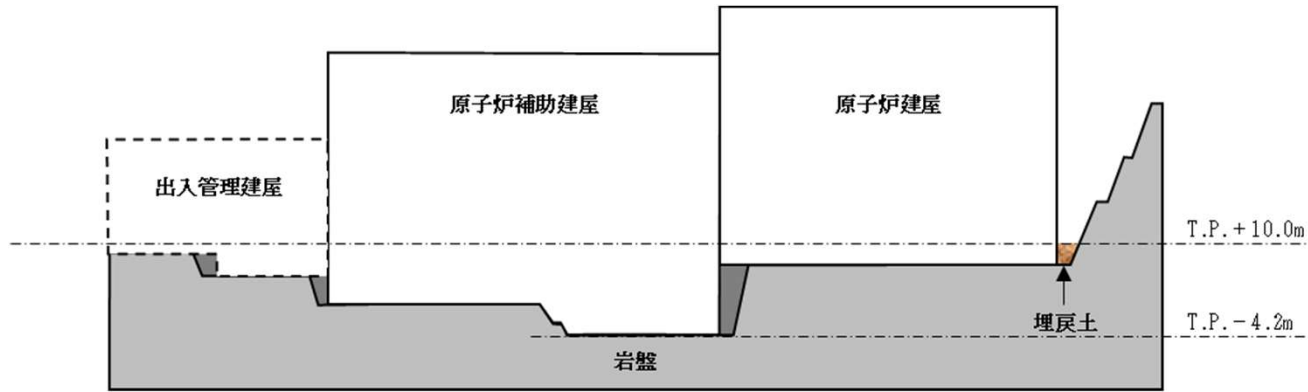 原子炉補助建屋
原子炉建屋
出入管理建屋
T.P.+10.0m
埋戻土
T.P.-4.2m
岩盤